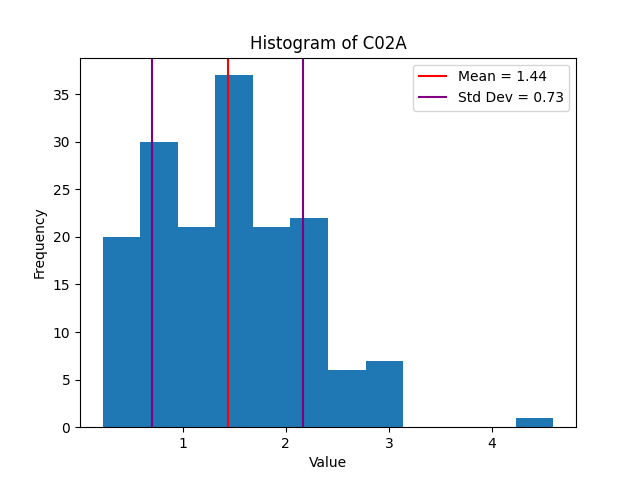 Histogram of C02A
Mean = 1.44
Std Dev = 0.73
Frequency
35
30
25
20
15
10
5
0
1 2 3 4
Value